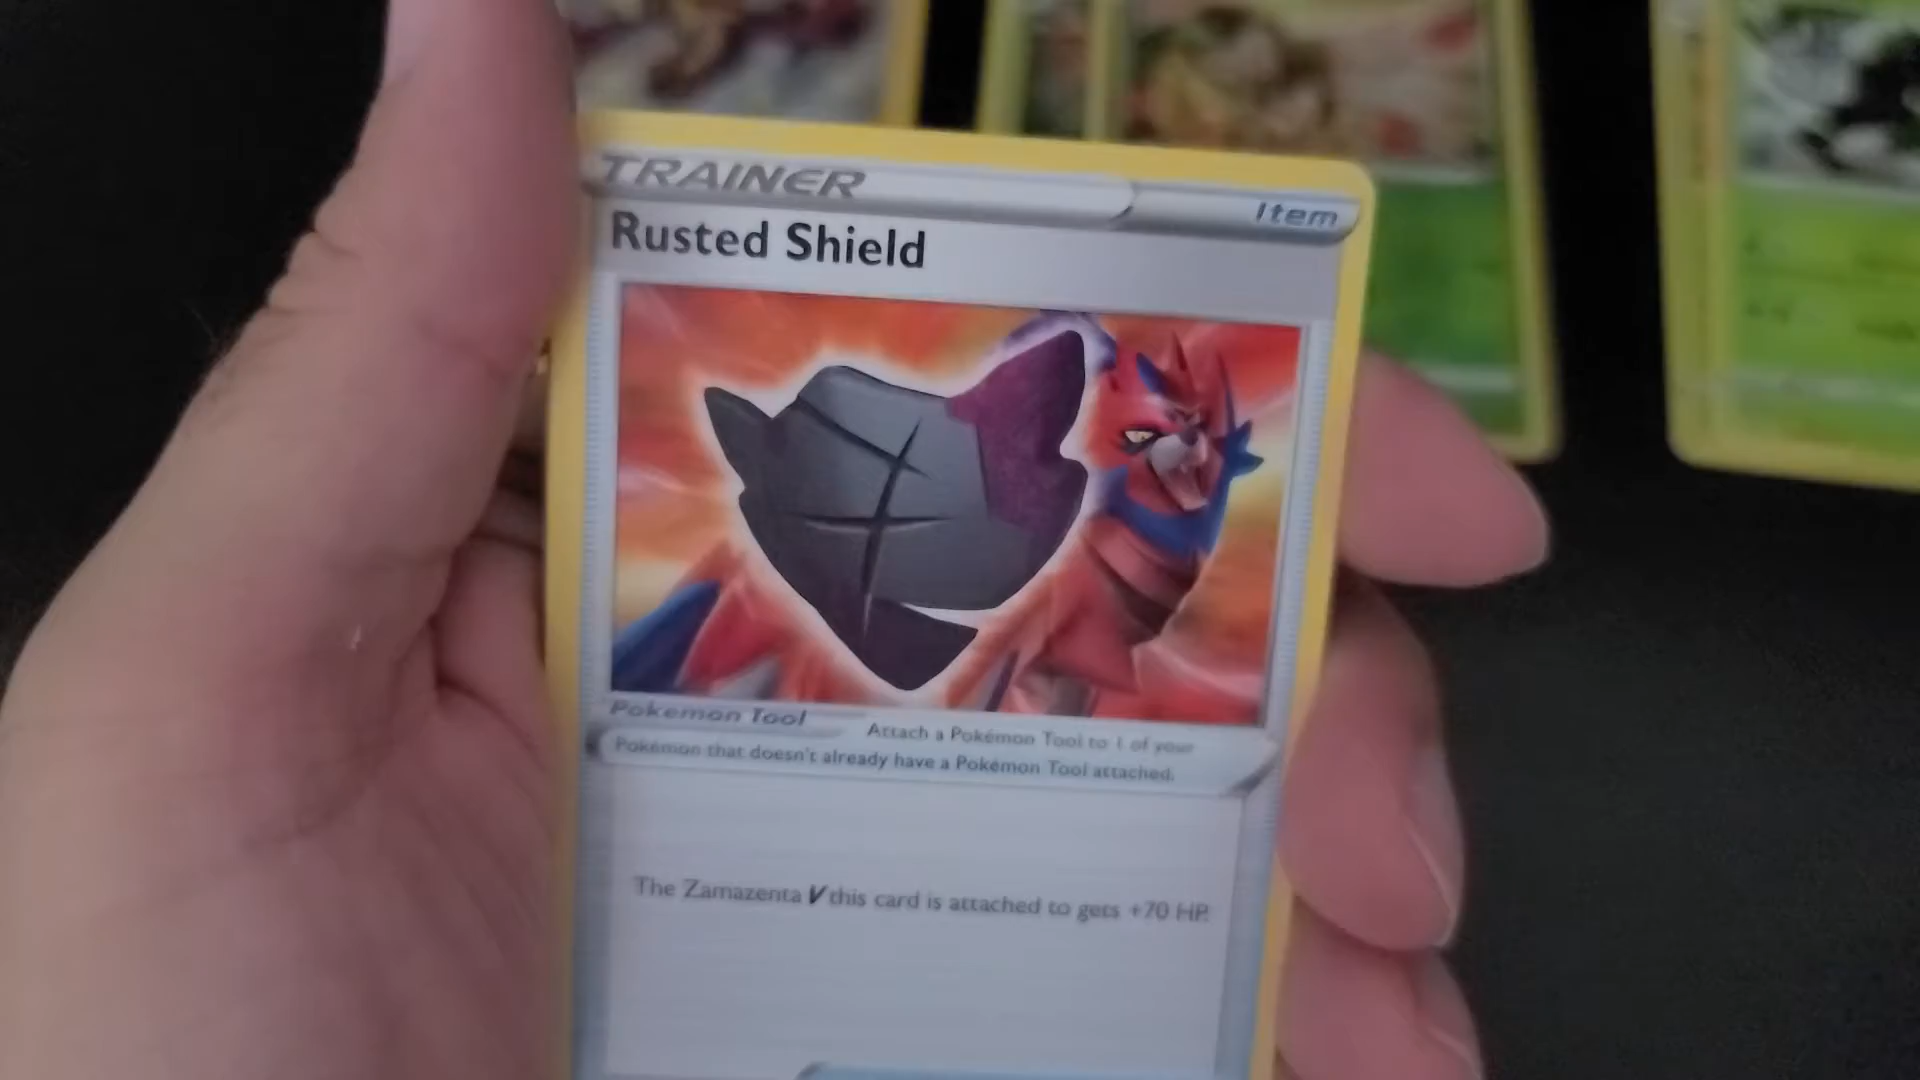 TRAINER
Item
Rusted Shield
Pokémon Tool
Attach a Pokémon Tool to 1 of your
Pokémon that doesn't already have a Pokémon Tool attached.
The Zamazenta V this card is attached to gets +70 HP.